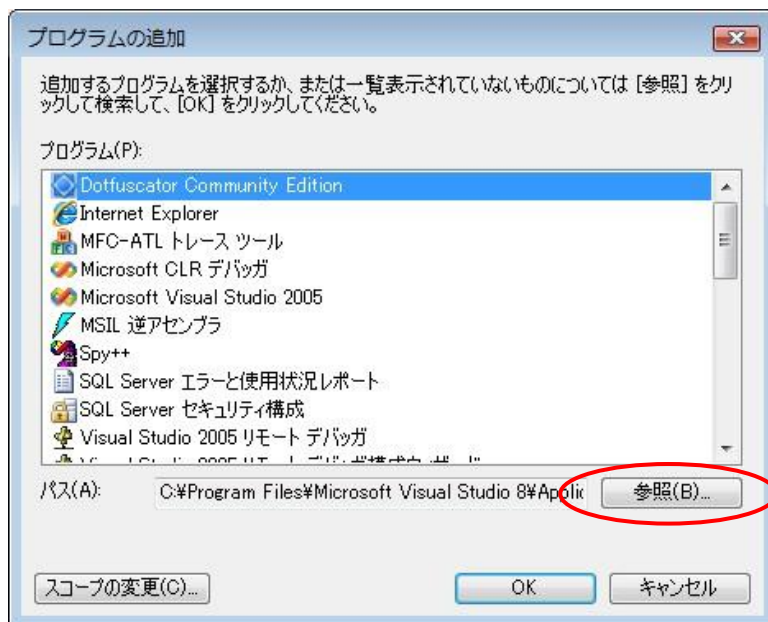 プログラムの追加
追加するプログラムを選択するか、または一覧表示されていないものについては [参照] をクリ
ックして検索して、[OK] をクリックしてください。
プログラム(P):
Dotfuscator Community Edition
Internet Explorer
MFC-ATL トレース ツール
Microsoft CLR デバッガ
Microsoft Visual Studio 2005
MSIL 逆アセンブラ
Spy++
SQL Server エラーと使用状況レポート
SQL Server セキュリティ構成
Visual Studio 2005 リモート デバッガ
パス(A): C:¥Program Files¥Microsoft Visual Studio 8¥Applic 参照(B)...
スコープの変更(C)... OK キャンセル